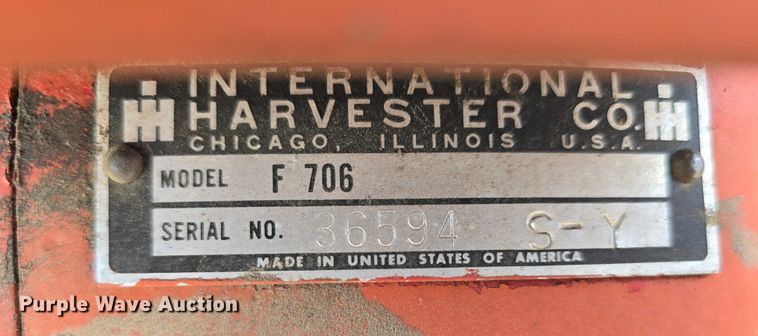 INTERNATIONAL
HARVESTER CO.
CHICAGO, ILLINOIS U.S.A.
MODEL F 706
SERIAL NO. 36594 S-Y
MADE IN UNITED STATES OF AMERICA
Purple Wave Auction